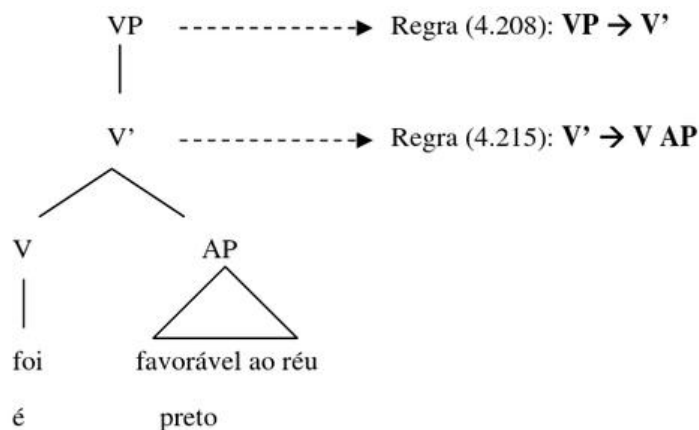 VP Regra (4.208): VP → V’
V’ Regra (4.215): V’ → V AP
V AP
foi favorável ao réu
é preto